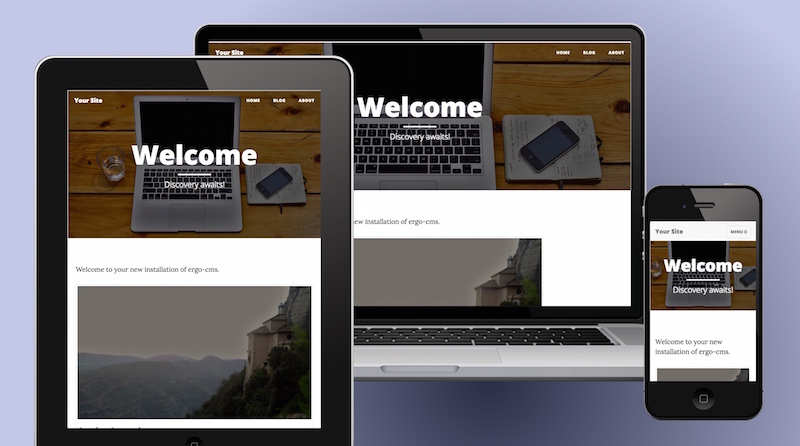 Your Site
HOME BLOG ABOUT
Welcome
Discovery awaits!
Welcome to your new installation of ergo-cms.
Your Site
HOME BLOG ABOUT
Welcome
Discovery awaits!
ew installation of ergo-cms.
Your Site
MENU
Welcome
Discovery awaits!
Welcome to your new
installation of ergo-cms.